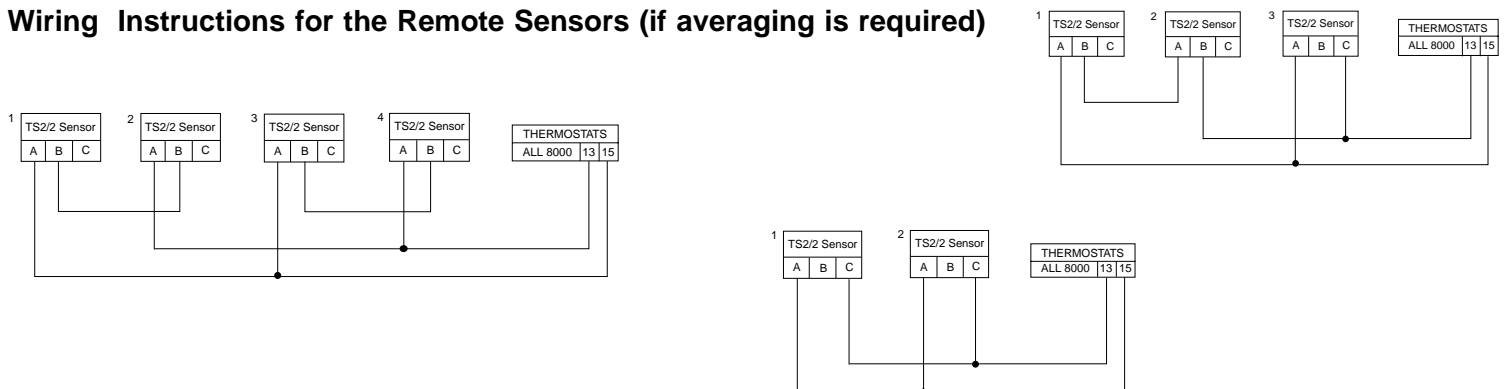 Wiring Instructions for the Remote Sensors (if averaging is required)
1 TS2/2 Sensor 2 TS2/2 Sensor 3 TS2/2 Sensor THERMOSTATS
A B C A B C A B C ALL 8000 13 15
1 TS2/2 Sensor 2 TS2/2 Sensor 3 TS2/2 Sensor 4 TS2/2 Sensor THERMOSTATS
A B C A B C A B C A B C ALL 8000 13 15
1 TS2/2 Sensor 2 TS2/2 Sensor THERMOSTATS
A B C A B C ALL 8000 13 15